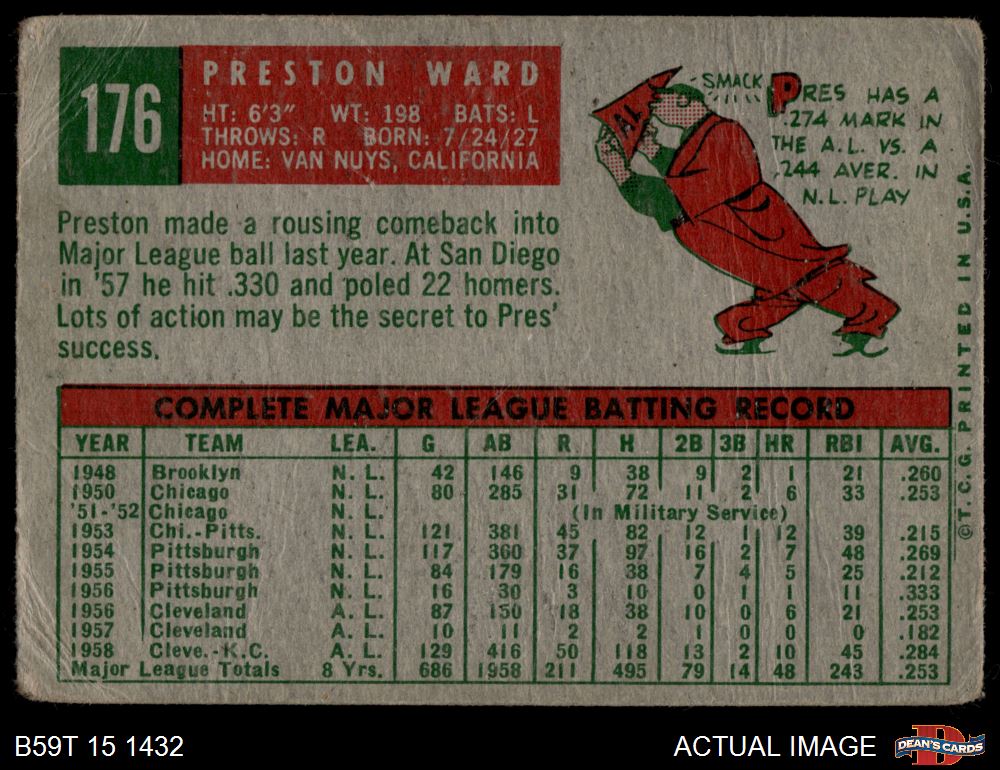 176
PRESTON WARD
HT: 6'3" WT: 198 BATS: L
THROWS: R BORN: 7/24/27
HOME: VAN NUYS, CALIFORNIA
Preston made a rousing comeback into
Major League ball last year. At San Diego
in '57 he hit .330 and poled 22 homers.
Lots of action may be the secret to Pres'
success.
AL
SMACK
PRES HAS A
.274 MARK IN
THE A.L. VS. A
.244 AVER. IN
N.L. PLAY
COMPLETE MAJOR LEAGUE BATTING RECORD
YEAR TEAM LEA. G AB R H 2B 3B HR RBI AVG.
1948 Brooklyn N. L. 42 146 9 38 9 2 1 21 .260
1950 Chicago N. L. 80 285 31 72 11 2 6 33 .253
'51-'52 Chicago N. L. (In Military Service)
1953 Chi.-Pitts. N. L. 121 381 45 82 12 1 12 39 .215
1954 Pittsburgh N. L. 117 360 37 97 16 2 7 48 .269
1955 Pittsburgh N. L. 84 179 16 38 7 4 5 25 .212
1956 Pittsburgh N. L. 16 30 3 10 0 1 1 11 .333
1956 Cleveland A. L. 87 150 18 38 10 0 6 21 .253
1957 Cleveland A. L. 10 11 2 2 1 0 0 0 .182
1958 Cleve.-K.C. A. L. 129 416 50 118 13 2 10 45 .284
Major League Totals 8 Yrs. 686 1958 211 495 79 14 48 243 .253
©T.C.G. PRINTED IN U.S.A.
B59T 15 1432
ACTUAL IMAGE
D
DEAN'S CARDS